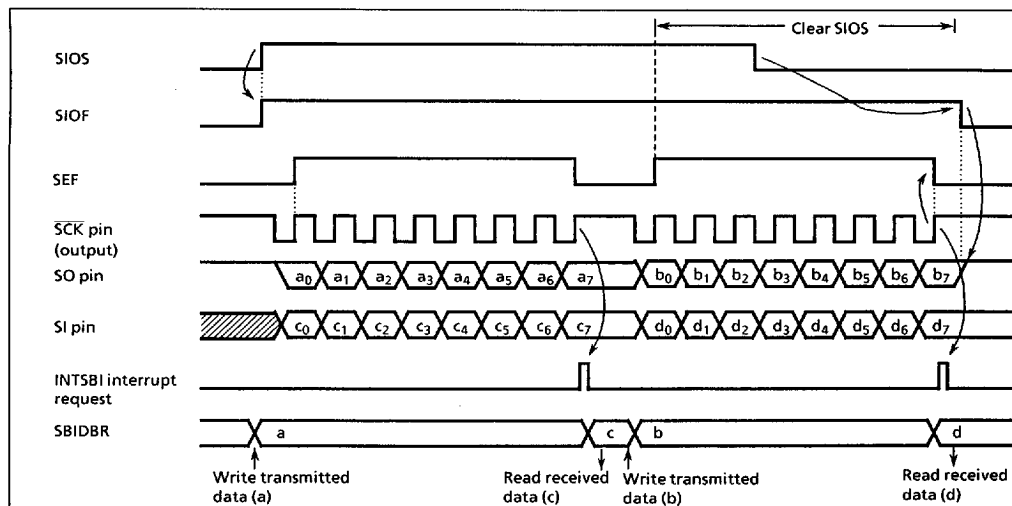 Clear SIOS
SIOS
SIOF
SEF
SCK pin
(output)
SO pin
a0 a1 a2 a3 a4 a5 a6 a7 b0 b1 b2 b3 b4 b5 b6 b7
SI pin
c0 c1 c2 c3 c4 c5 c6 c7 d0 d1 d2 d3 d4 d5 d6 d7
INTSBI interrupt
request
SBIDBR
a c b d
Write transmitted
data (a)
Read received
data (c)
Write transmitted
data (b)
Read received
data (d)